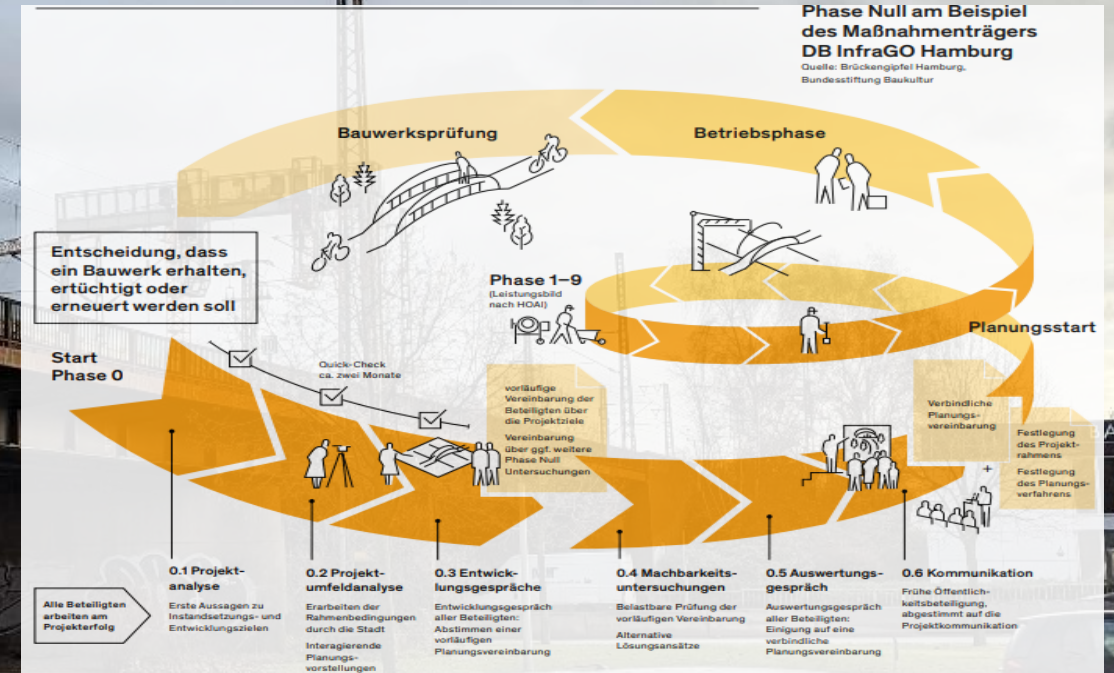 Phase Null am Beispiel
des Maßnahmenträgers
DB InfraGO Hamburg
Quelle: Brückengipfel Hamburg,
Bundesstiftung Baukultur
Bauwerksprüfung
Betriebsphase
Entscheidung, dass
ein Bauwerk erhalten,
ertüchtigt oder
erneuert werden soll
Phase 1–9
(Leistungsbild
nach HOAI)
Planungsstart
Start
Phase 0
Quick-Check
ca. zwei Monate
vorläufige
Vereinbarung der
Beteiligten über
die Projektziele
Vereinbarung
über ggf. weitere
Phase Null
Untersuchungen
Verbindliche
Planungs-
vereinbarung
Festlegung
des Projekt-
rahmens
+
Festlegung
des Planungs-
verfahrens
Alle Beteiligten
arbeiten am
Projekterfolg
0.1 Projekt-
analyse
Erste Aussagen zu
Instandsetzungs- und
Entwicklungszielen
0.2 Projekt-
umfeldanalyse
Erarbeiten der
Rahmenbedingungen
durch die Stadt
Interagierende
Planungs-
vorstellungen
0.3 Entwick-
lungsgespräche
Entwicklungsgespräch
aller Beteiligten:
Abstimmen einer
vorläufigen
Planungsvereinbarung
0.4 Machbarkeits-
untersuchungen
Belastbare Prüfung der
vorläufigen Vereinbarung
Alternative
Lösungsansätze
0.5 Auswertungs-
gespräch
Auswertungsgespräch
aller Beteiligten:
Einigung auf eine
verbindliche
Planungsvereinbarung
0.6 Kommunikation
Frühe Öffentlich-
keitsbeteiligung,
abgestimmt auf die
Projektkommunikation